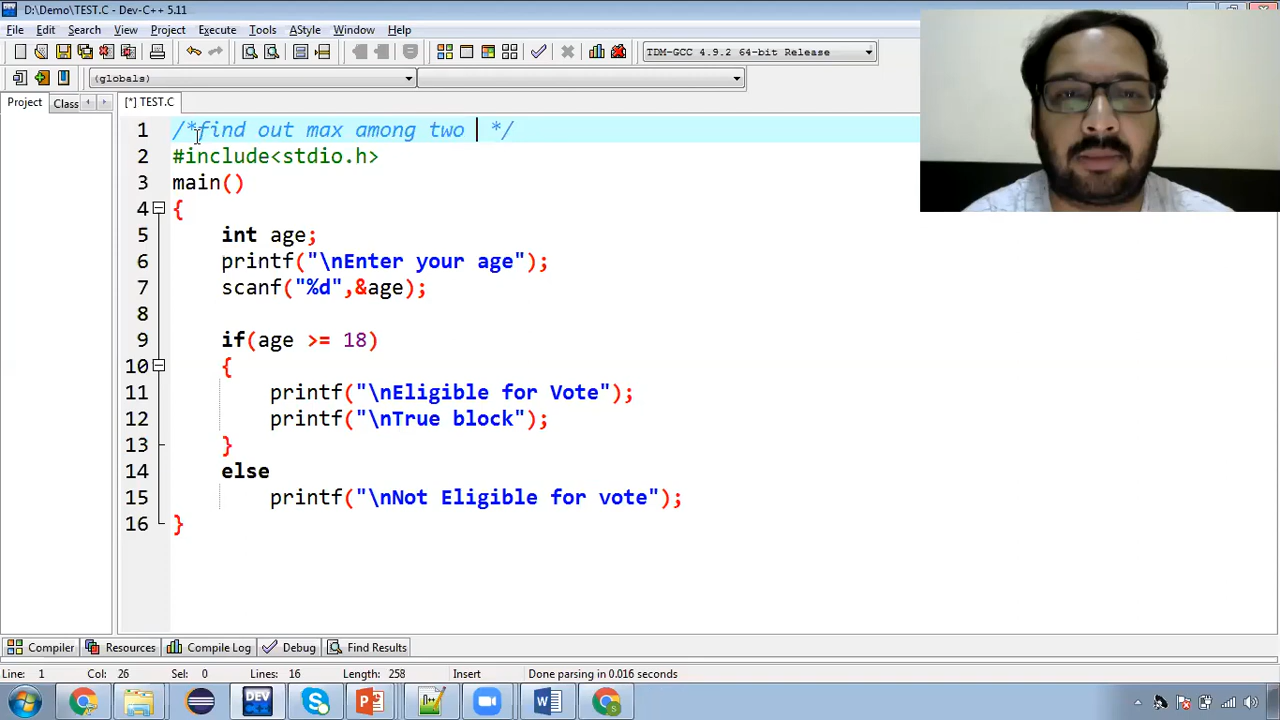 D:\Demo\TEST.C - Dev-C++ 5.11
File Edit Search View Project Execute Tools AStyle Window Help
TDM-GCC 4.9.2 64-bit Release
(globals)
Project Class [*] TEST.C
1 /*find out max among two  */
2 #include<stdio.h>
3 main()
4 {
5 int age;
6 printf("\nEnter your age");
7 scanf("%d",&age);
8
9 if(age >= 18)
10 {
11 printf("\nEligible for Vote");
12 printf("\nTrue block");
13 }
14 else
15 printf("\nNot Eligible for vote");
16 }
Compiler Resources Compile Log Debug Find Results
Line: 1 Col: 26 Sel: 0 Lines: 16 Length: 258 Insert Done parsing in 0.016 seconds
DEV C++